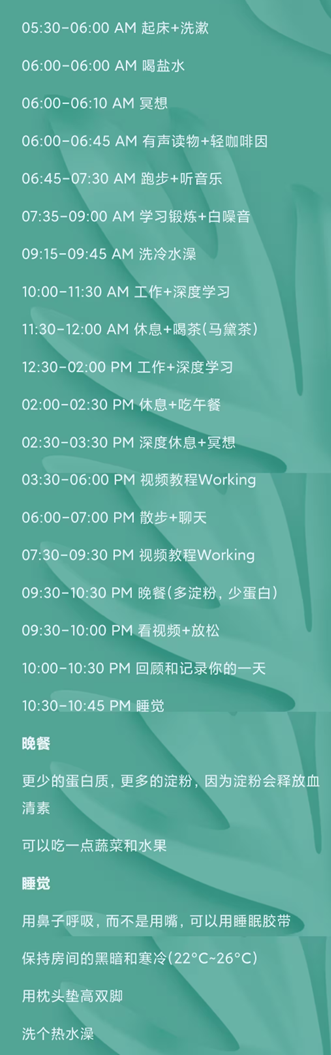 05:30-06:00 AM 起床+洗漱
06:00-06:00 AM 喝盐水
06:00-06:10 AM 冥想
06:00-06:45 AM 有声读物+轻咖啡因
06:45-07:30 AM 跑步+听音乐
07:35-09:00 AM 学习锻炼+白噪音
09:15-09:45 AM 洗冷水澡
10:00-11:30 AM 工作+深度学习
11:30-12:00 AM 休息+喝茶(马黛茶)
12:30-02:00 PM 工作+深度学习
02:00-02:30 PM 休息+吃午餐
02:30-03:30 PM 深度休息+冥想
03:30-06:00 PM 视频教程Working
06:00-07:00 PM 散步+聊天
07:30-09:30 PM 视频教程Working
09:30-10:30 PM 晚餐(多淀粉, 少蛋白)
09:30-10:00 PM 看视频+放松
10:00-10:30 PM 回顾和记录你的一天
10:30-10:45 PM 睡觉
晚餐
更少的蛋白质, 更多的淀粉, 因为淀粉会释放血
清素
可以吃一点蔬菜和水果
睡觉
用鼻子呼吸, 而不是用嘴, 可以用睡眠胶带
保持房间的黑暗和寒冷(22°C~26°C)
用枕头垫高双脚
洗个热水澡